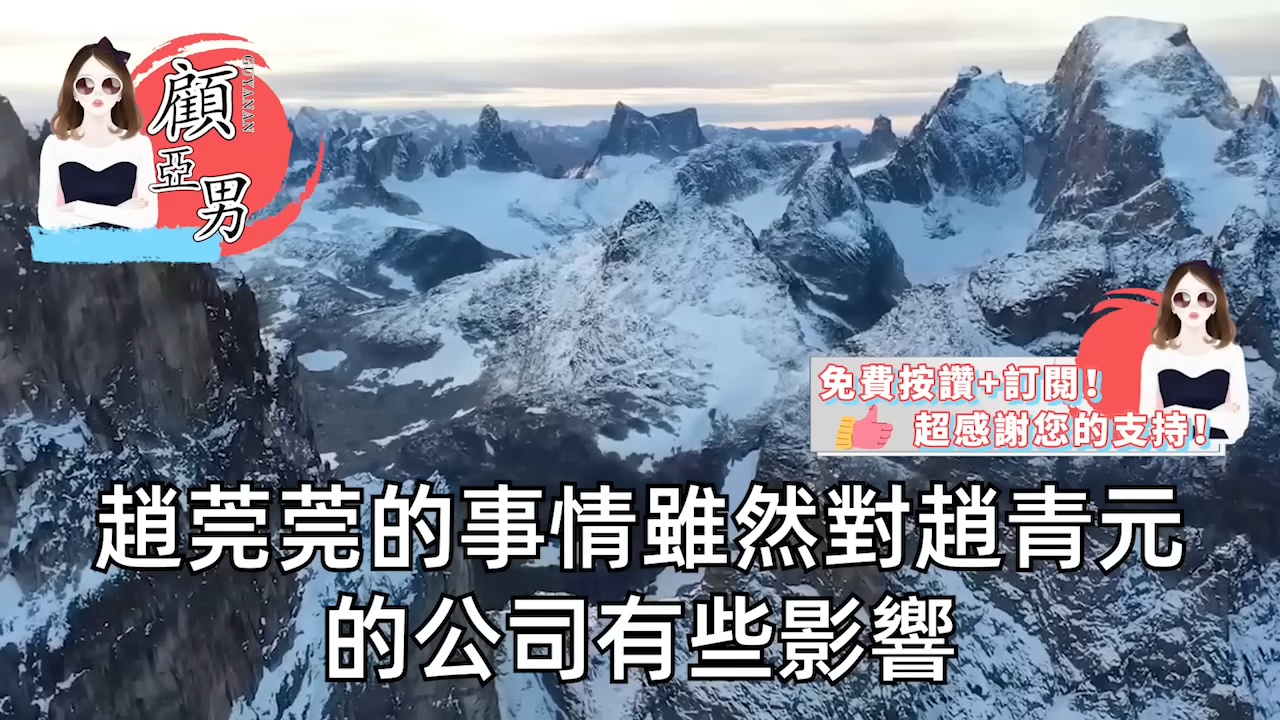 顧亞男
GUYANAN
免費按讚+訂閱！
超感謝您的支持！
趙莞莞的事情雖然對趙青元
的公司有些影響